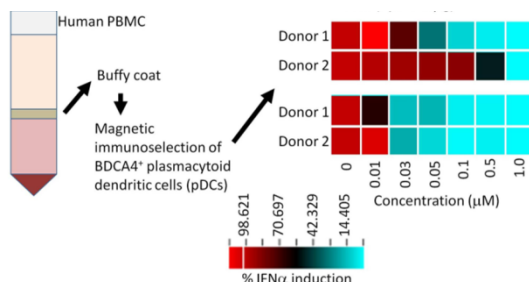 Human PBMC
Buffy coat
Magnetic
immunoselection of
BDCA4⁺ plasmacytoid
dendritic cells (pDCs)
Donor 1
Donor 2
Donor 1
Donor 2
0
0.01
0.03
0.05
0.1
0.5
1.0
Concentration (μM)
98.621
70.697
42.329
14.405
% IFNα induction